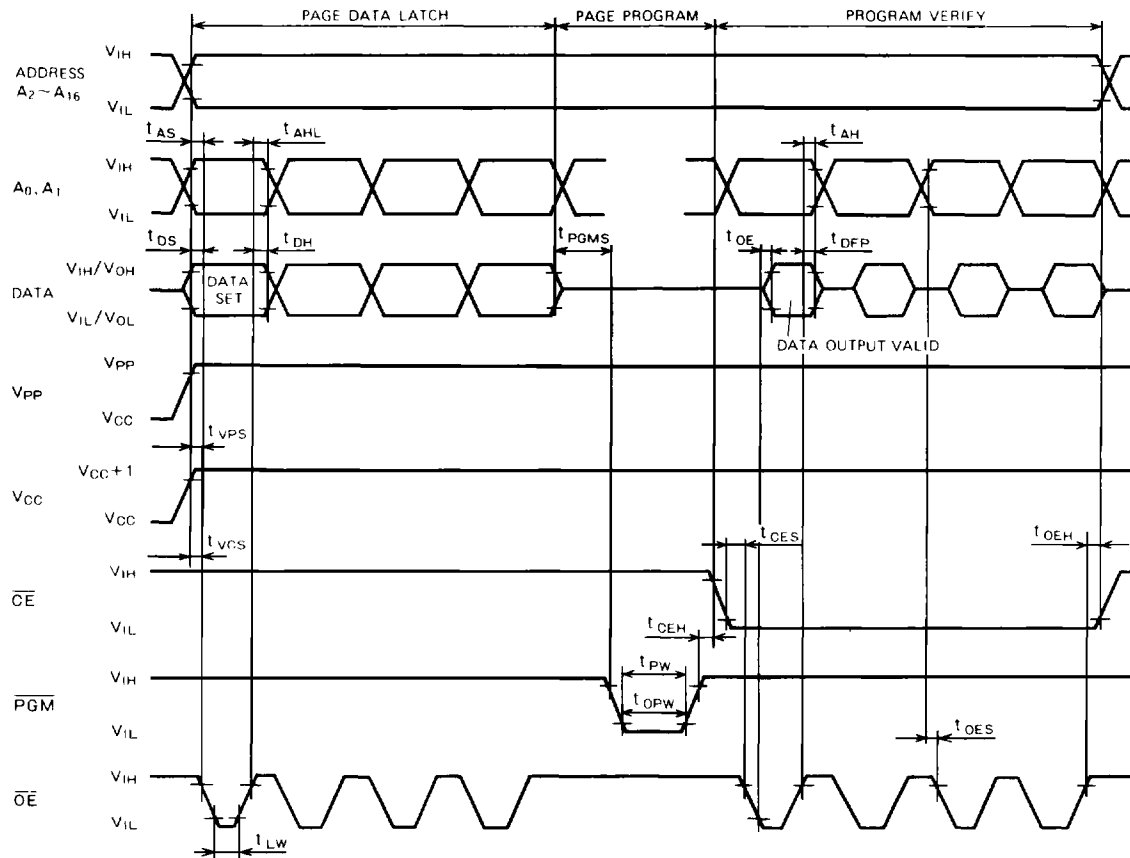 PAGE DATA LATCH PAGE PROGRAM PROGRAM VERIFY
VIH
ADDRESS
A2~A16
VIL
tAS tAHL tAH
VIH
A0, A1
VIL
tDS tDH tPGMS tOE tDFP
VIH/VOH
DATA
DATA
SET
VIL/VOL
DATA OUTPUT VALID
VPP
VPP
VCC
tVPS
VCC+1
VCC
VCC
tVCS tCES tOEH
VIH
CE
VIL
tCEH
VIH
tPW
PGM
tOPW
VIL
tOES
VIH
OE
VIL
tLW